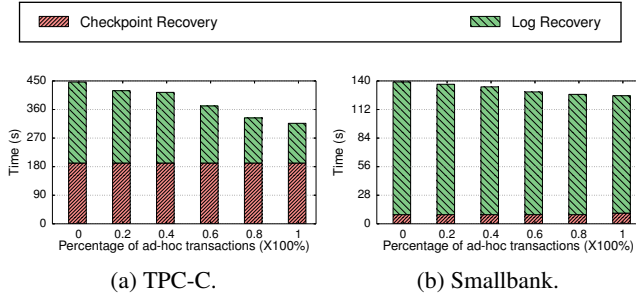 Checkpoint Recovery Log Recovery
450
360
270
180
90
0
Time (s)
0 0.2 0.4 0.6 0.8 1
Percentage of ad-hoc transactions (X100%)
(a) TPC-C.
140
112
84
56
28
0
Time (s)
0 0.2 0.4 0.6 0.8 1
Percentage of ad-hoc transactions (X100%)
(b) Smallbank.